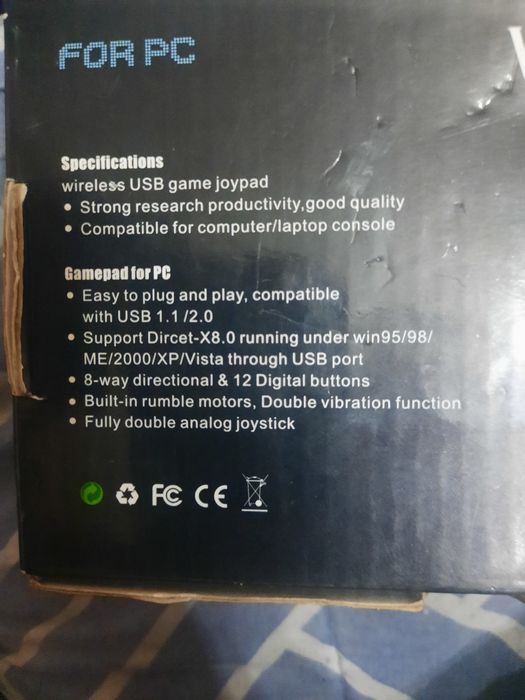 FOR PC
Specifications
wireless USB game joypad
• Strong research productivity,good quality
• Compatible for computer/laptop console
Gamepad for PC
• Easy to plug and play, compatible
with USB 1.1 /2.0
• Support Dircet-X8.0 running under win95/98/
ME/2000/XP/Vista through USB port
• 8-way directional & 12 Digital buttons
• Built-in rumble motors, Double vibration function
• Fully double analog joystick
FC CE